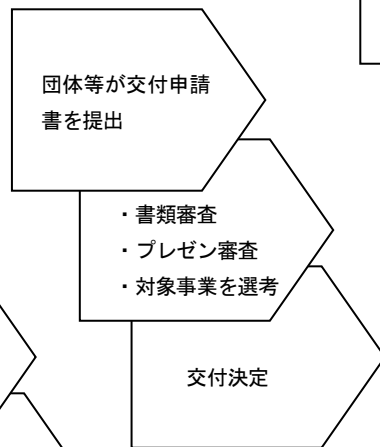 団体等が交付申請
書を提出
・書類審査
・プレゼン審査
・対象事業を選考
交付決定